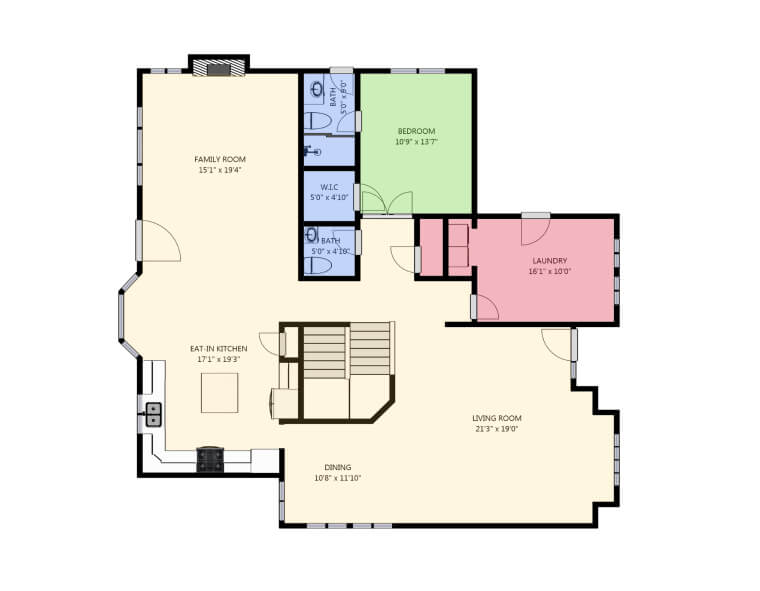 FAMILY ROOM
15'1" x 19'4"
BATH
5'0" x 9'0"
BEDROOM
10'9" x 13'7"
W.I.C
5'0" x 4'10"
BATH
5'0" x 4'10"
LAUNDRY
16'1" x 10'0"
EAT-IN KITCHEN
17'1" x 19'3"
LIVING ROOM
21'3" x 19'0"
DINING
10'8" x 11'10"